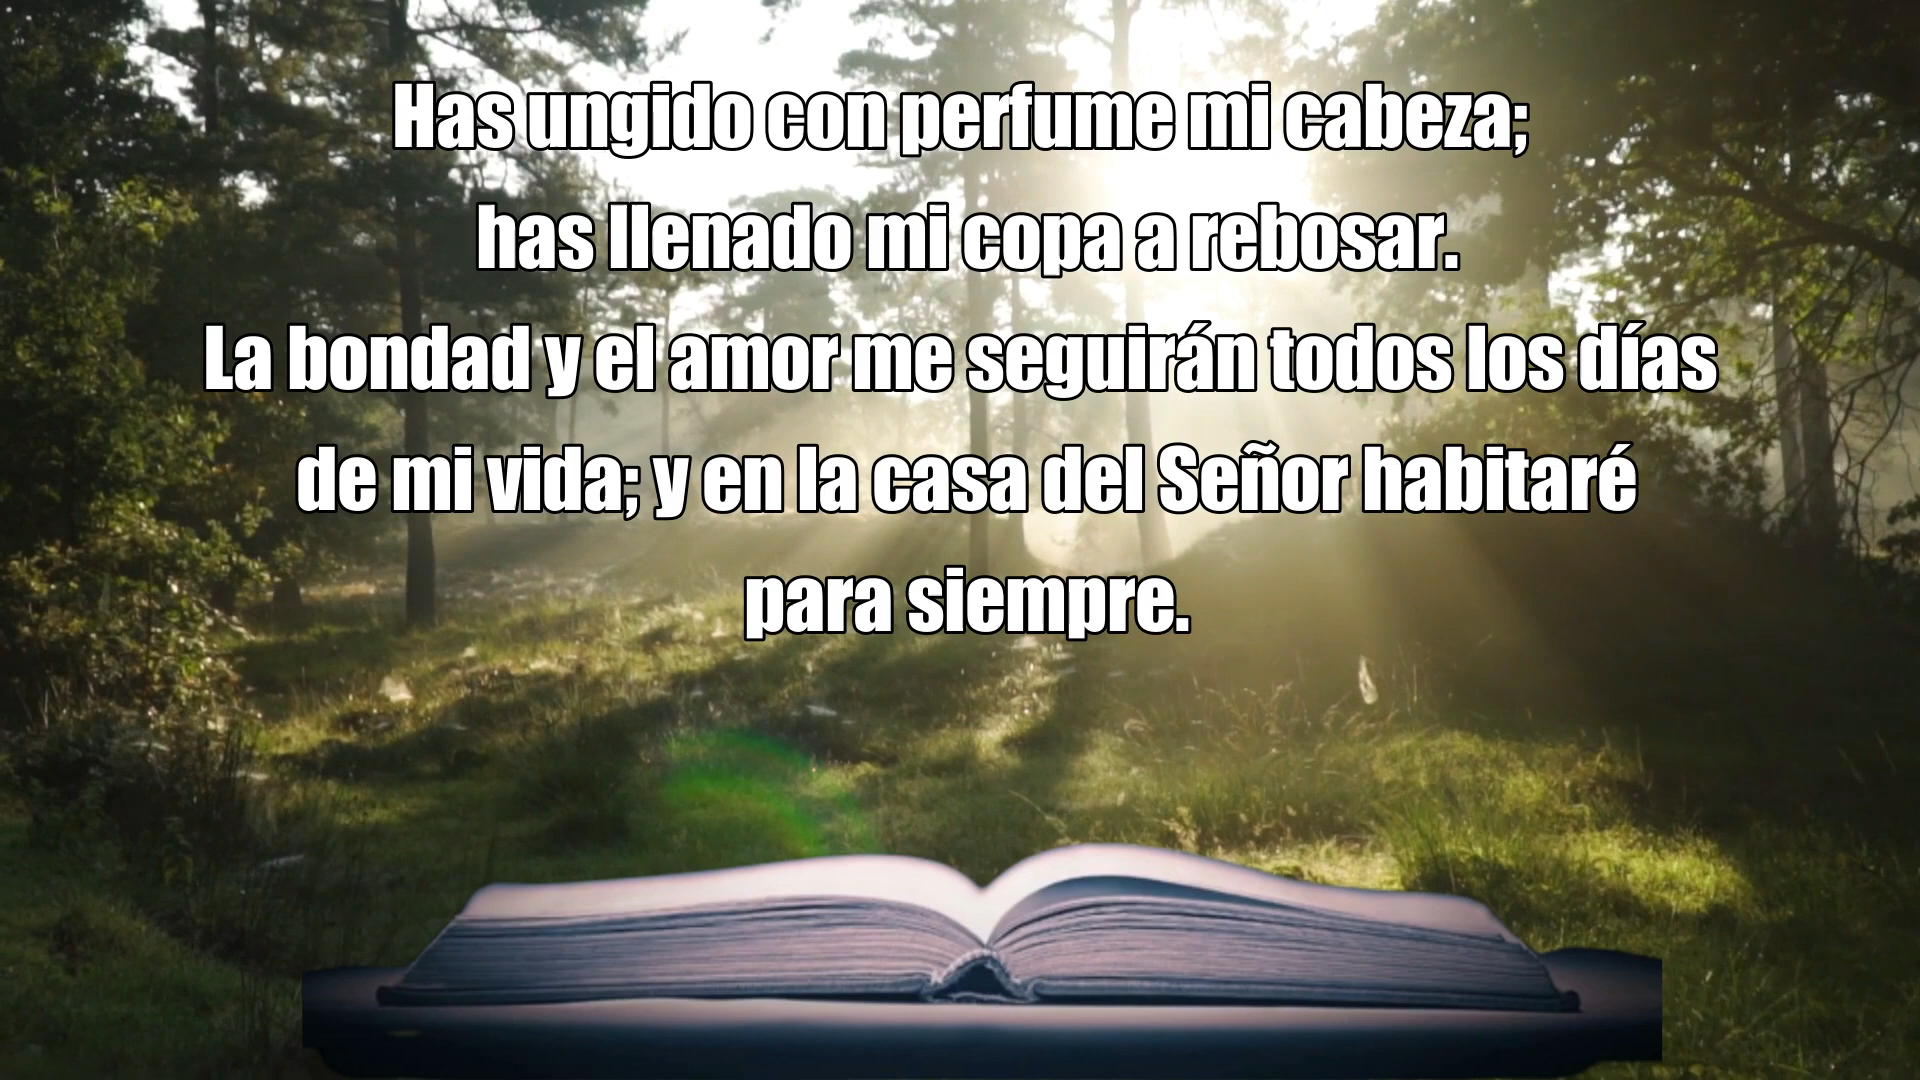 Has ungido con perfume mi cabeza;
has llenado mi copa a rebosar.
La bondad y el amor me seguirán todos los días
de mi vida; y en la casa del Señor habitaré
para siempre.